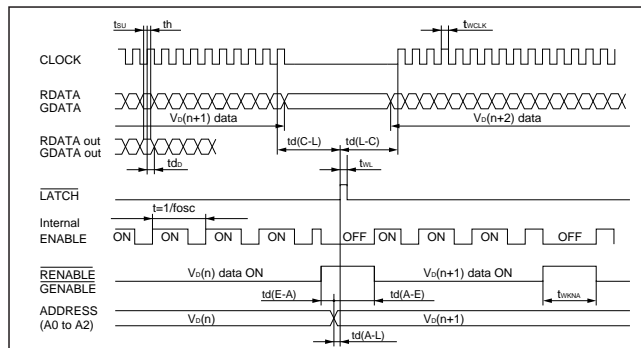 tSU th tWCLK
CLOCK
RDATA
GDATA
VD(n+1) data VD(n+2) data
RDATA out
GDATA out
td(C-L) td(L-C)
tdD
tWL
LATCH
t=1/fosc
Internal
ENABLE
ON ON ON ON OFF ON ON ON OFF
RENABLE
GENABLE
VD(n) data ON VD(n+1) data ON
td(E-A) td(A-E) tWKNA
ADDRESS
(A0 to A2)
VD(n) VD(n+1)
td(A-L)